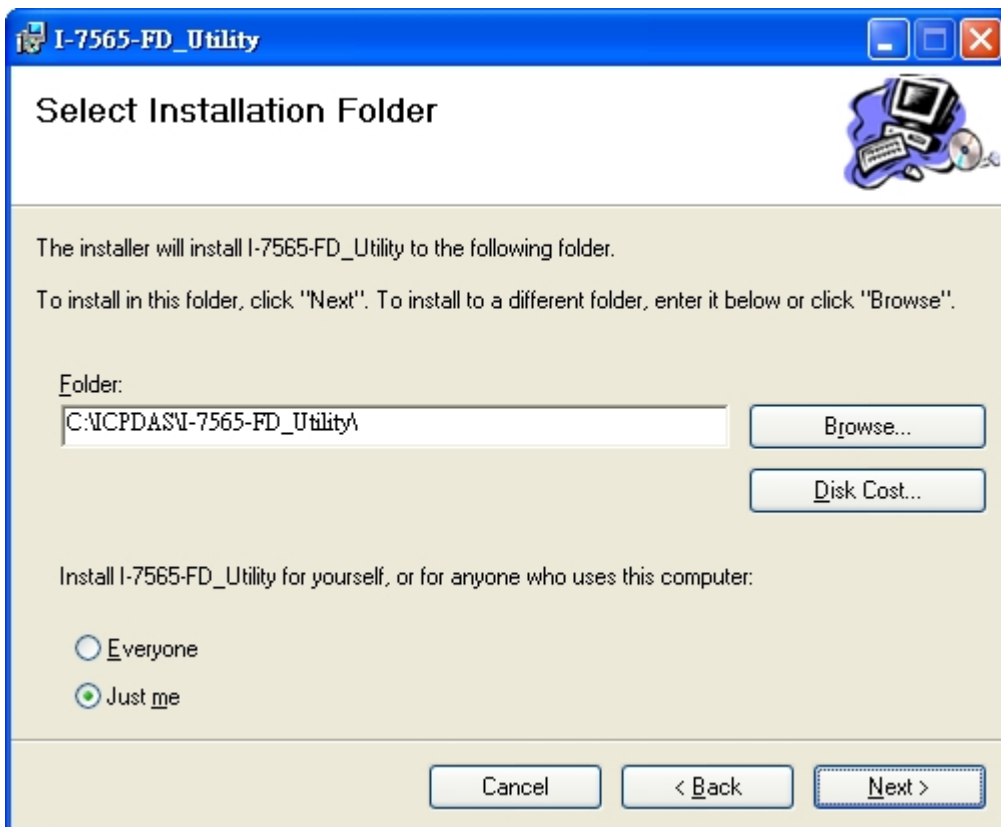 I-7565-FD_Utility
Select Installation Folder
The installer will install I-7565-FD_Utility to the following folder.
To install in this folder, click "Next". To install to a different folder, enter it below or click "Browse".
Folder:
C:\ICPDAS\I-7565-FD_Utility\
Browse...
Disk Cost...
Install I-7565-FD_Utility for yourself, or for anyone who uses this computer:
Everyone
Just me
Cancel
< Back
Next >